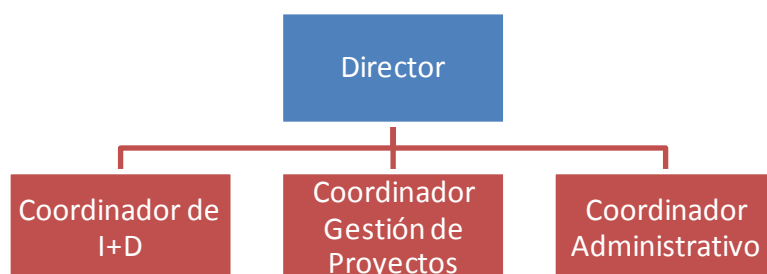 Director
Coordinador de
I+D
Coordinador
Gestión de
Proyectos
Coordinador
Administrativo